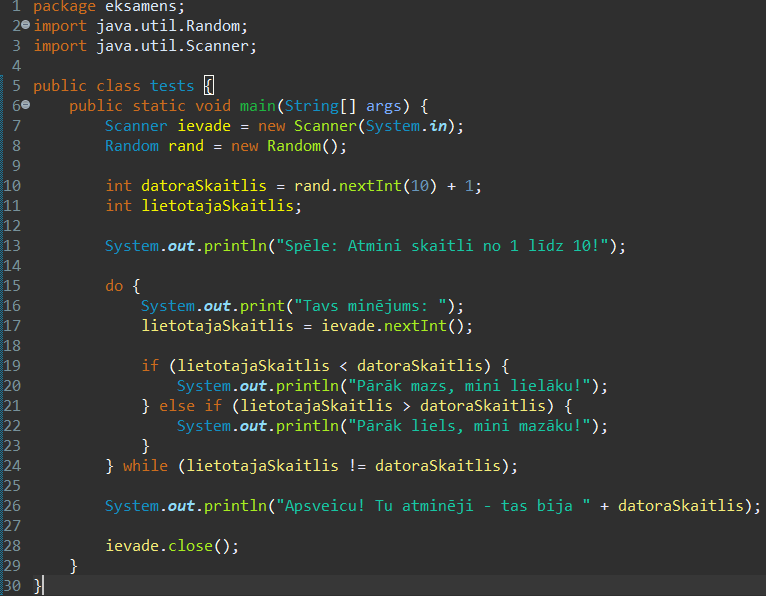 1 package eksamens;
2 import java.util.Random;
3 import java.util.Scanner;
4
5 public class tests {
6     public static void main(String[] args) {
7         Scanner ievade = new Scanner(System.in);
8         Random rand = new Random();
9
10         int datoraSkaitlis = rand.nextInt(10) + 1;
11         int lietotajaSkaitlis;
12
13         System.out.println("Spēle: Atmini skaitli no 1 līdz 10!");
14
15         do {
16             System.out.print("Tavs minējums: ");
17             lietotajaSkaitlis = ievade.nextInt();
18
19             if (lietotajaSkaitlis < datoraSkaitlis) {
20                 System.out.println("Pārāk mazs, mini lielāku!");
21             } else if (lietotajaSkaitlis > datoraSkaitlis) {
22                 System.out.println("Pārāk liels, mini mazāku!");
23             }
24         } while (lietotajaSkaitlis != datoraSkaitlis);
25
26         System.out.println("Apsveicu! Tu atminēji - tas bija " + datoraSkaitlis);
27
28         ievade.close();
29     }
30 }